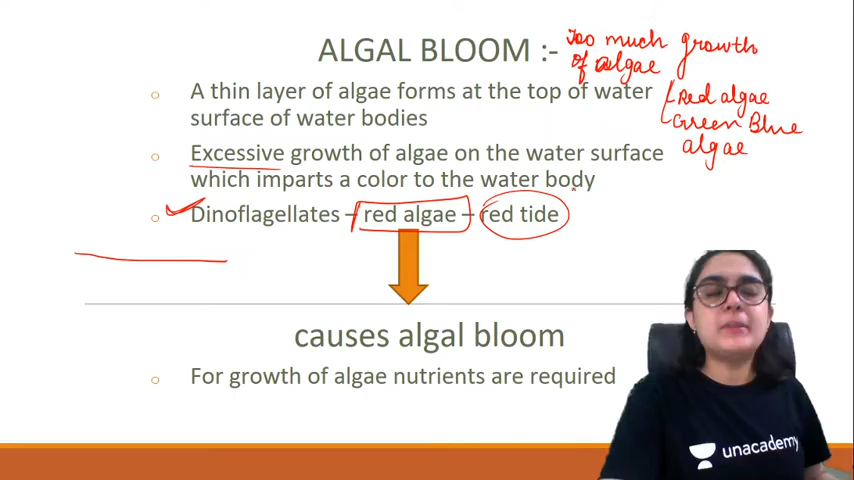 ALGAL BLOOM :-
Too much growth
of algae
A thin layer of algae forms at the top of water
surface of water bodies
Red algae
Green Blue
algae
Excessive growth of algae on the water surface
which imparts a color to the water body
Dinoflagellates – red algae – red tide
causes algal bloom
For growth of algae nutrients are required
unacademy